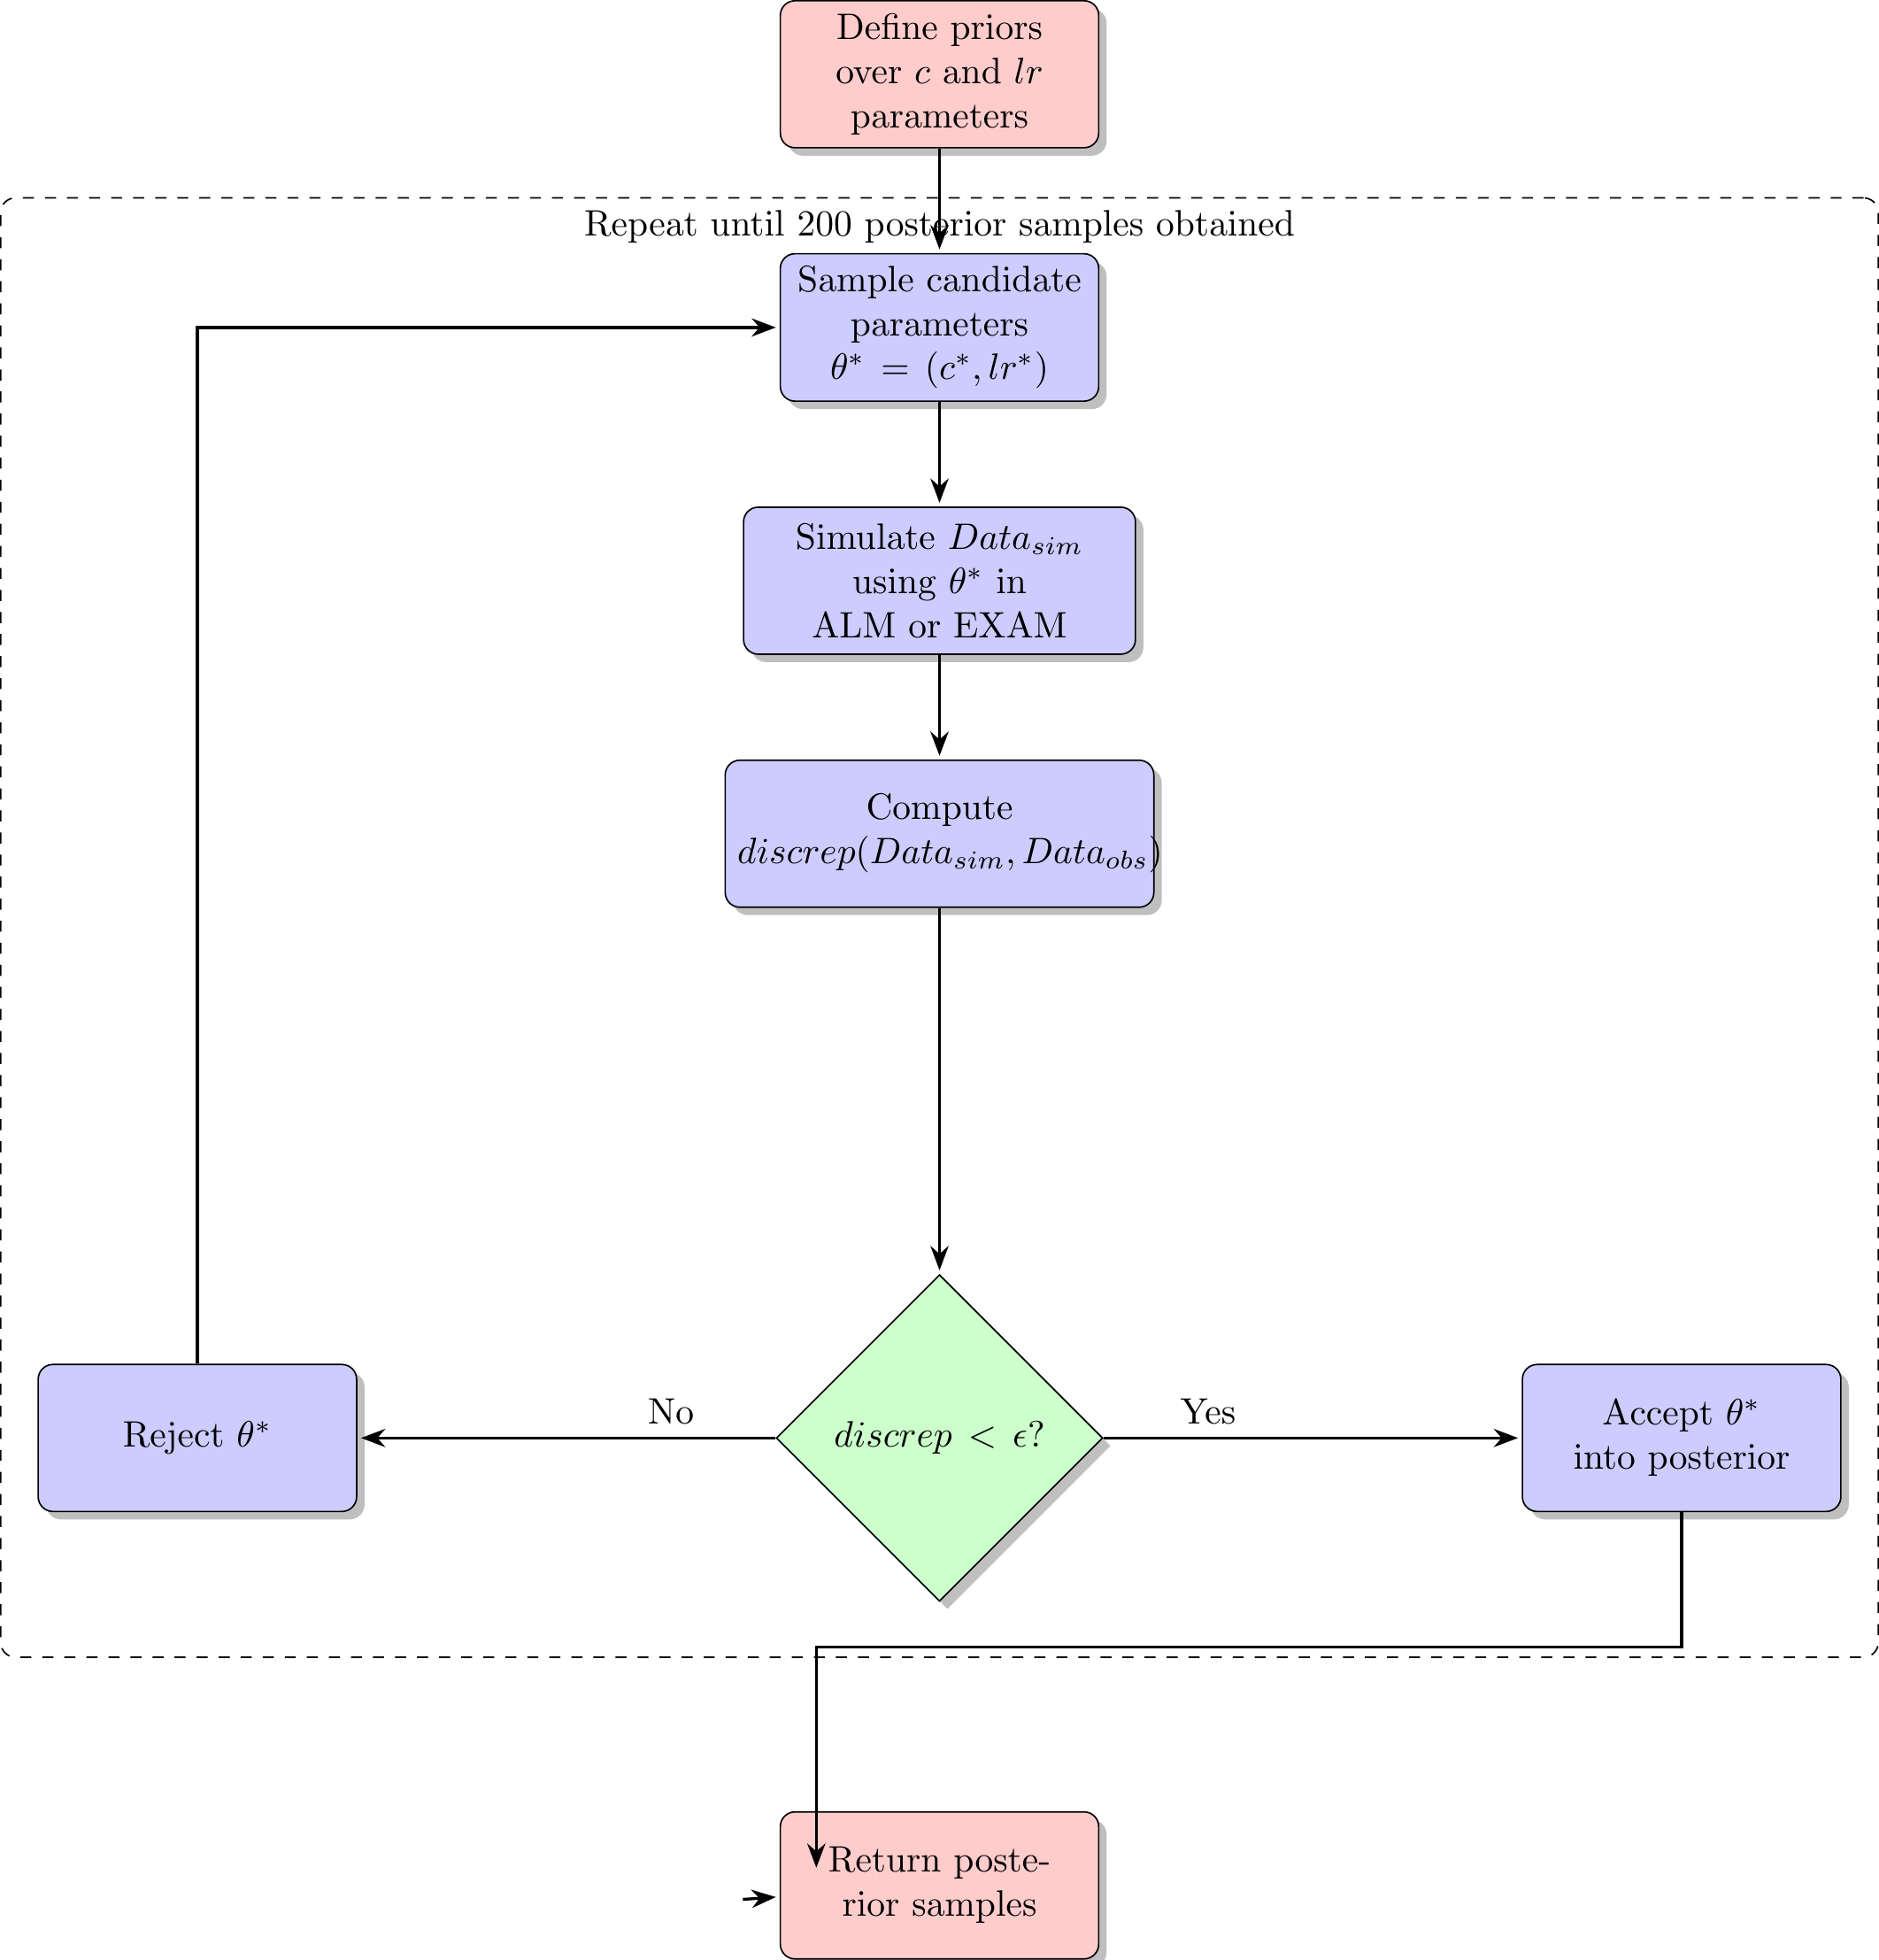 Define priors
over c and lr
parameters
Repeat until 200 posterior samples obtained
Sample candidate
parameters
θ* = (c*, lr*)
Simulate Data_sim
using θ* in
ALM or EXAM
Compute
discrep(Data_sim, Data_obs)
No
Yes
Reject θ*
discrep < ϵ?
Accept θ*
into posterior
Return poste-
rior samples